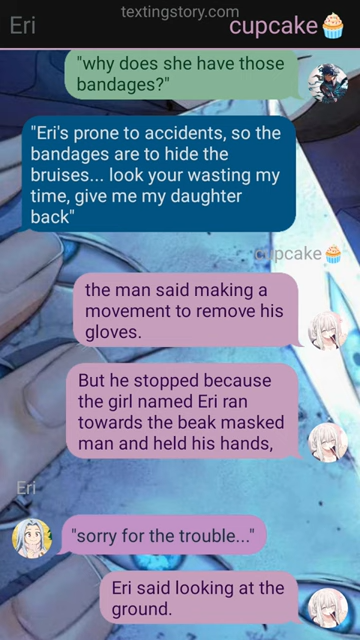 textingstory.com
Eri
cupcake🧁
"why does she have those
bandages?"
"Eri's prone to accidents, so the
bandages are to hide the
bruises... look your wasting my
time, give me my daughter
back"
cupcake🧁
the man said making a
movement to remove his
gloves.
But he stopped because
the girl named Eri ran
towards the beak masked
man and held his hands,
Eri
"sorry for the trouble..."
Eri said looking at the
ground.